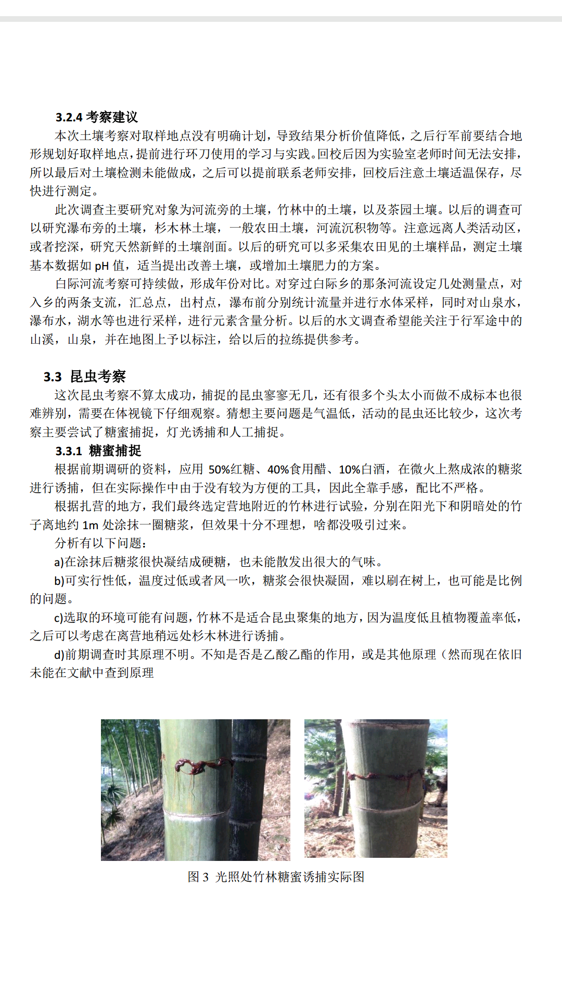 3.2.4 考察建议
本次土壤考察对取样地点没有明确计划，导致结果分析价值降低，之后行军前要结合地
形规划好取样地点，提前进行环刀使用的学习与实践。回校后因为实验室老师时间无法安排，
所以最后对土壤检测未能做成，之后可以提前联系老师安排，回校后注意土壤适温保存，尽
快进行测定。
此次调查主要研究对象为河流旁的土壤，竹林中的土壤，以及茶园土壤。以后的调查可
以研究瀑布旁的土壤，杉木林土壤，一般农田土壤，河流沉积物等。注意远离人类活动区，
或者挖深，研究天然新鲜的土壤剖面。以后的研究可以多采集农田见的土壤样品，测定土壤
基本数据如 pH 值，适当提出改善土壤，或增加土壤肥力的方案。
白际河流考察可持续做，形成年份对比。对穿过白际乡的那条河流设定几处测量点，对
入乡的两条支流，汇总点，出村点，瀑布前分别统计流量并进行水体采样，同时对山泉水，
瀑布水，湖水等也进行采样，进行元素含量分析。以后的水文调查希望能关注于行军途中的
山溪，山泉，并在地图上予以标注，给以后的拉练提供参考。
3.3 昆虫考察
这次昆虫考察不算太成功，捕捉的昆虫寥寥无几，还有很多个头太小而做不成标本也很
难辨别，需要在体视镜下仔细观察。猜想主要问题是气温低，活动的昆虫还比较少，这次考
察主要尝试了糖蜜捕捉，灯光诱捕和人工捕捉。
3.3.1 糖蜜捕捉
根据前期调研的资料，应用 50%红糖、40%食用醋、10%白酒，在微火上熬成浓的糖浆
进行诱捕，但在实际操作中由于没有较为方便的工具，因此全靠手感，配比不严格。
根据扎营的地方，我们最终选定营地附近的竹林进行试验，分别在阳光下和阴暗处的竹
子离地约 1m 处涂抹一圈糖浆，但效果十分不理想，啥都没吸引过来。
分析有以下问题：
a)在涂抹后糖浆很快凝结成硬糖，也未能散发出很大的气味。
b)可实行性低，温度过低或者风一吹，糖浆会很快凝固，难以刷在树上，也可能是比例
的问题。
c)选取的环境可能有问题，竹林不是适合昆虫聚集的地方，因为温度低且植物覆盖率低，
之后可以考虑在离营地稍远处杉木林进行诱捕。
d)前期调查时其原理不明。不知是否是乙酸乙酯的作用，或是其他原理（然而现在依旧
未能在文献中查到原理
图 3 光照处竹林糖蜜诱捕实际图